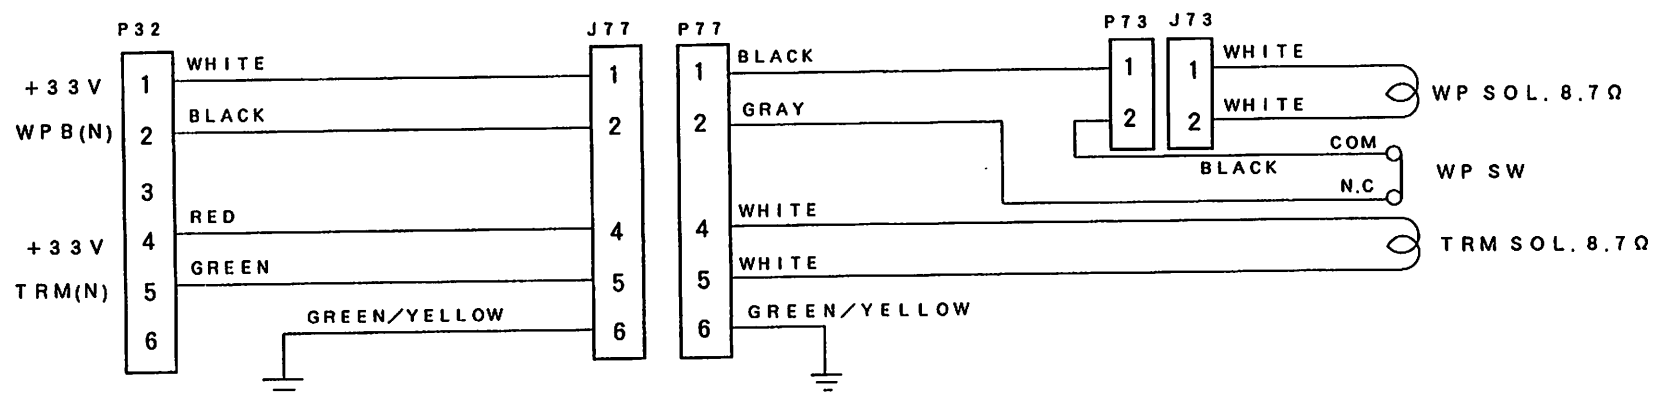 P32
J77
P77
P73
J73
+33V
WPB(N)
+33V
TRM(N)
1
2
3
4
5
6
WHITE
BLACK
RED
GREEN
GREEN/YELLOW
1
2
4
5
6
1
2
4
5
6
BLACK
GRAY
WHITE
WHITE
GREEN/YELLOW
1
2
1
2
WHITE
WHITE
WP SOL. 8.7Ω
COM
BLACK
N.C
WP SW
TRM SOL. 8.7Ω